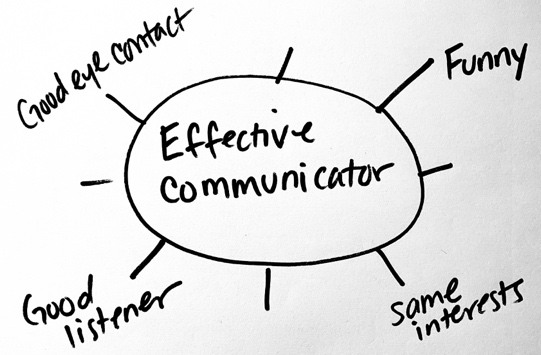 Good eye contact
Funny
Effective
communicator
Good
listener
same
interests